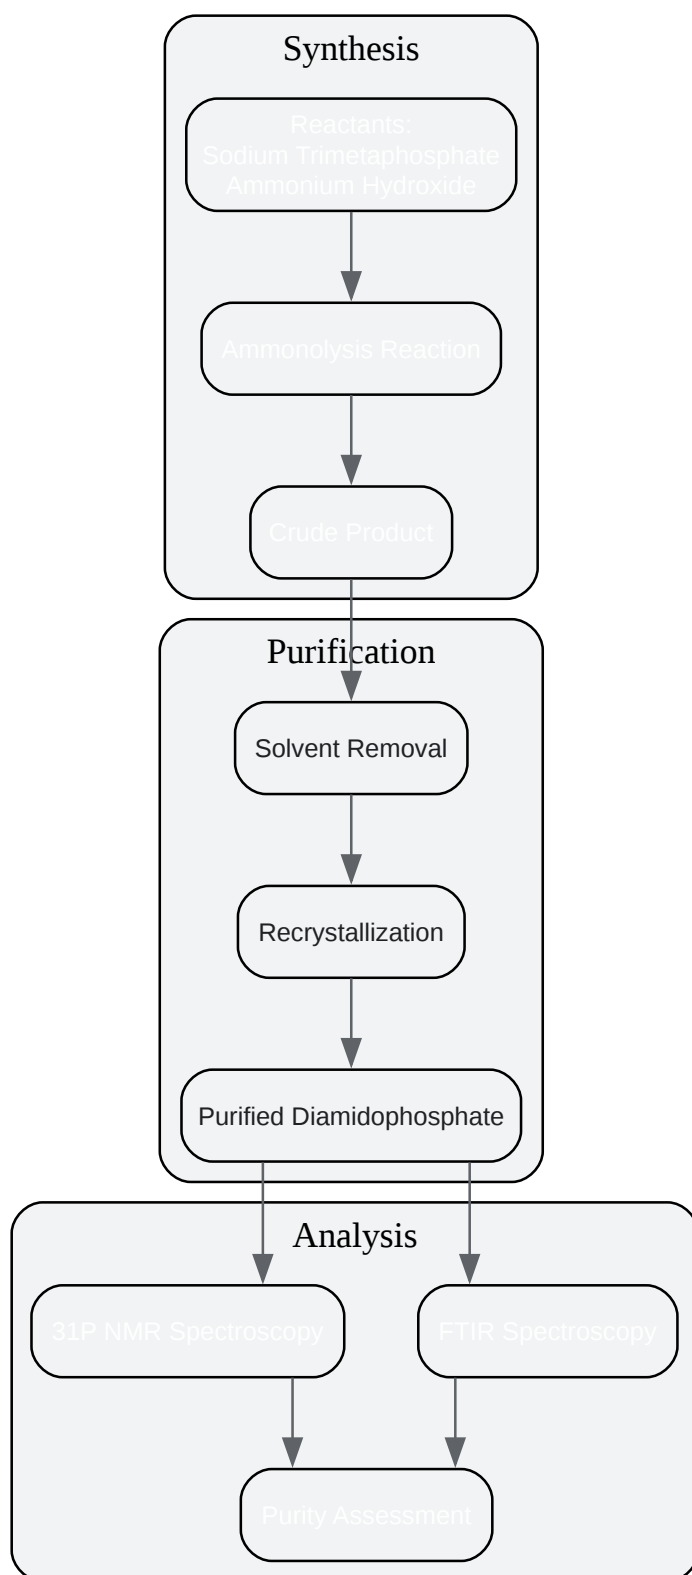 Synthesis
Reactants:
Sodium Trimetaphosphate
Ammonium Hydroxide
Ammonolysis Reaction
Crude Product
Purification
Solvent Removal
Recrystallization
Purified Diamidophosphate
Analysis
31P NMR Spectroscopy
FTIR Spectroscopy
Purity Assessment